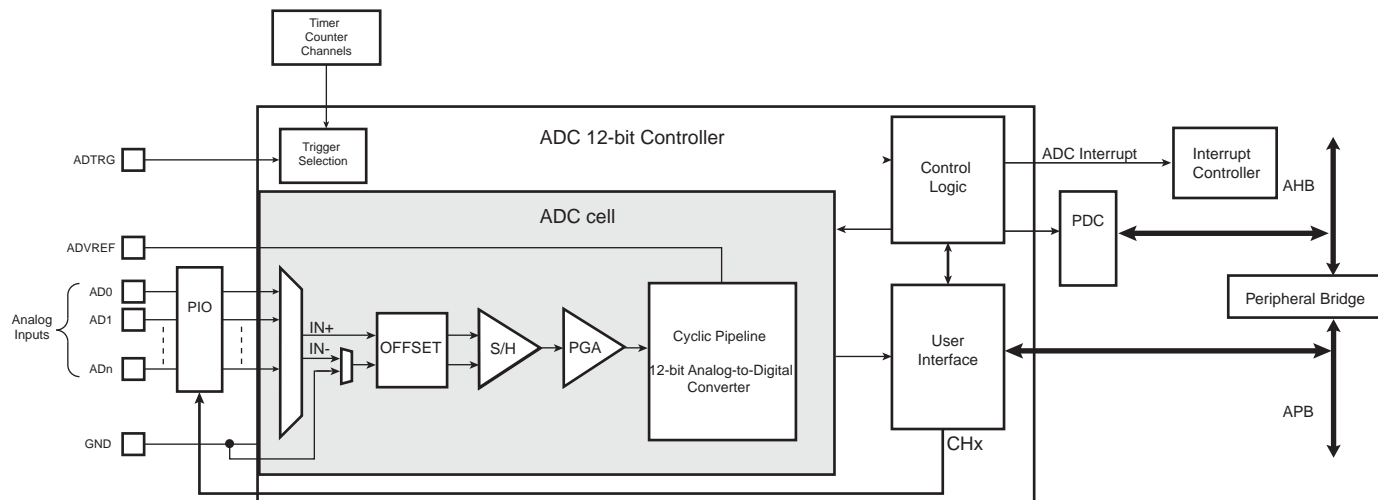 Timer
Counter
Channels
ADC 12-bit Controller
Trigger
Selection
ADTRG
Control
Logic
ADC Interrupt
Interrupt
Controller
AHB
PDC
ADC cell
ADVREF
Analog
Inputs
AD0
AD1
ADn
PIO
IN+
IN-
OFFSET
S/H
PGA
Cyclic Pipeline
12-bit Analog-to-Digital
Converter
User
Interface
Peripheral Bridge
APB
GND
CHx